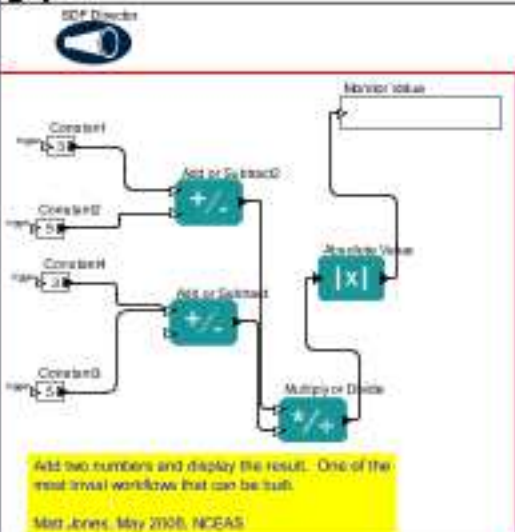 SDF Director
Monitor Value
Constant
3
Add or Subtract2
+/-
Constant2
5
Absolute Value
|x|
Constant4
3
Add or Subtract
+/-
Constant3
5
Multiply or Divide
*/÷
Add two numbers and display the result. One of the
most trivial workflows that can be built.
Matt Jones, May 2008, NCEAS